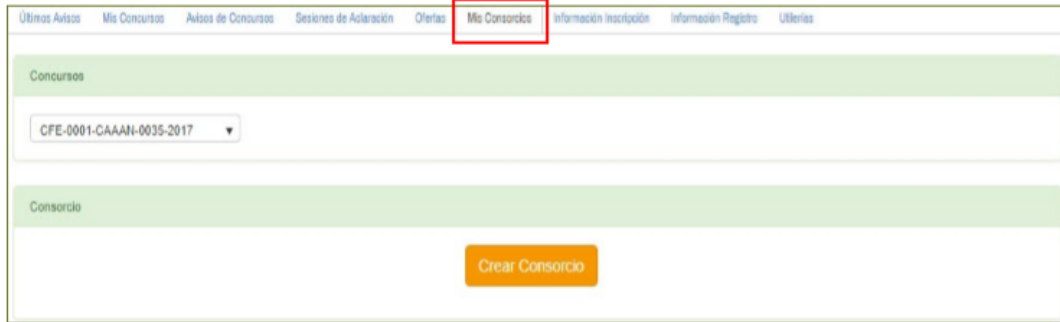 Últimos Avisos Mis Concursos Avisos de Concursos Sesiones de Aclaración Ofertas Mis Consorcios Información Inscripción Información Registro Utilerías
Concursos
CFE-0001-CAAAN-0035-2017
Consorcio
Crear Consorcio